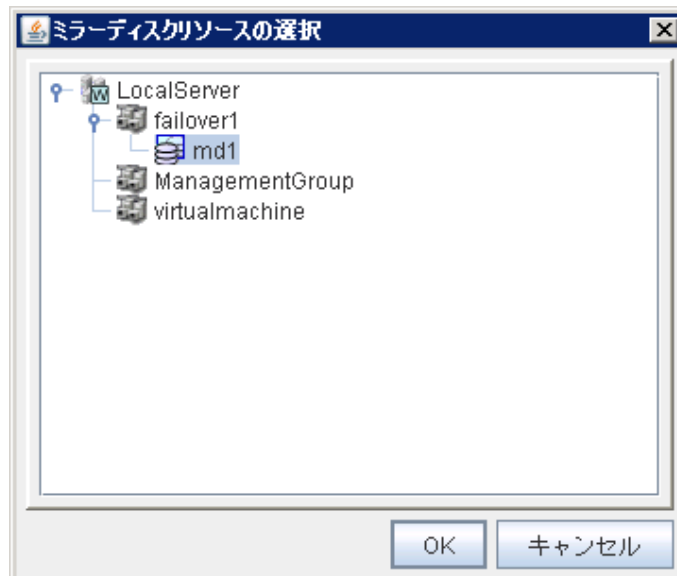 ミラーディスクリソースの選択
LocalServer
failover1
md1
ManagementGroup
virtualmachine
OK
キャンセル